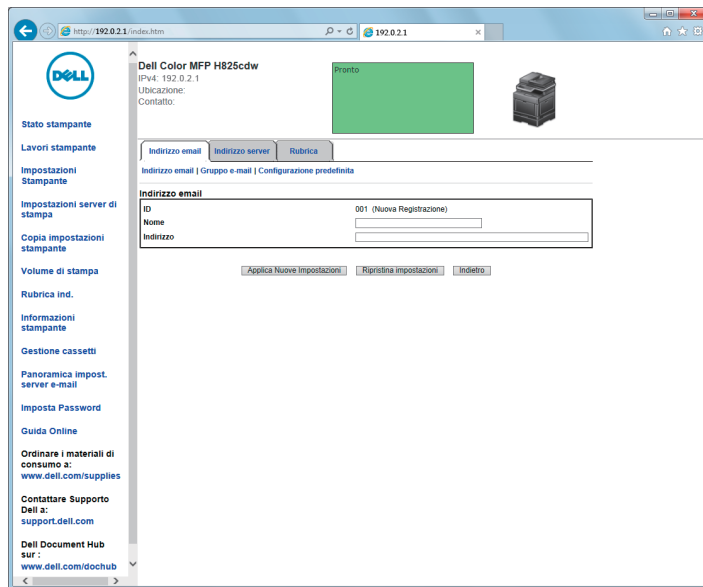 http://192.0.2.1/index.htm
192.0.2.1
DELL
Dell Color MFP H825cdw
IPv4: 192.0.2.1
Ubicazione:
Contatto:
Pronto
Stato stampante
Lavori stampante
Impostazioni
Stampante
Impostazioni server di
stampa
Copia impostazioni
stampante
Volume di stampa
Rubrica ind.
Informazioni
stampante
Gestione cassetti
Panoramica impost.
server e-mail
Imposta Password
Guida Online
Ordinare i materiali di
consumo a:
www.dell.com/supplies
Contattare Supporto
Dell a:
support.dell.com
Dell Document Hub
sur :
www.dell.com/dochub
Indirizzo email Indirizzo server Rubrica
Indirizzo email | Gruppo e-mail | Configurazione predefinita
Indirizzo email
ID 001 (Nuova Registrazione)
Nome
Indirizzo
Applica Nuove Impostazioni Ripristina impostazioni Indietro